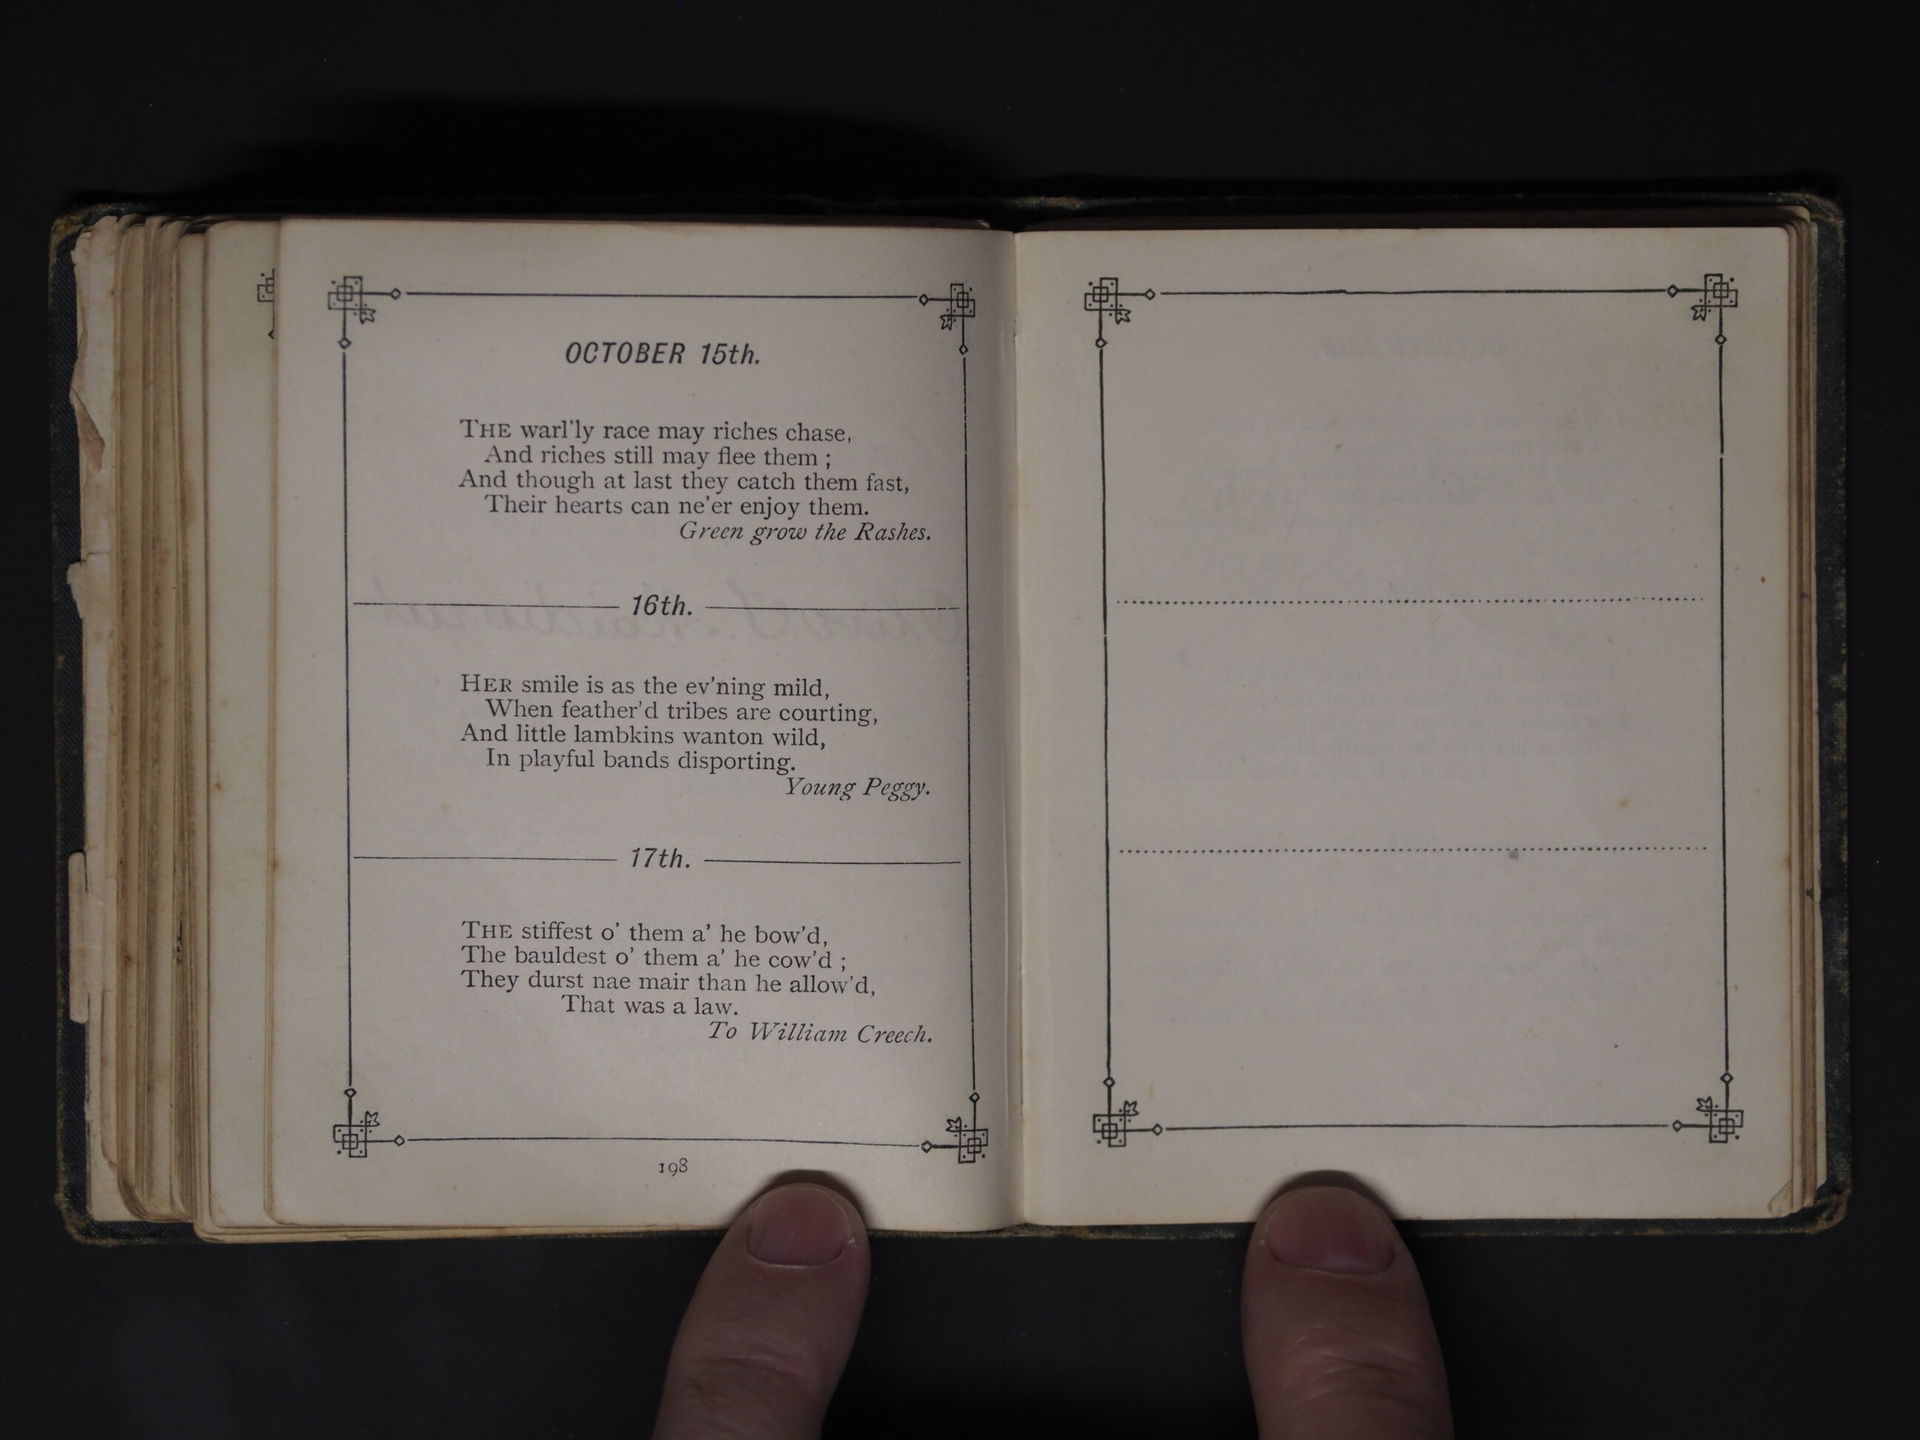 OCTOBER 15th.
THE warl'ly race may riches chase,
And riches still may flee them ;
And though at last they catch them fast,
Their hearts can ne'er enjoy them.
Green grow the Rashes.
16th.
HER smile is as the ev'ning mild,
When feather'd tribes are courting,
And little lambkins wanton wild,
In playful bands disporting.
Young Peggy.
17th.
THE stiffest o' them a' he bow'd,
The bauldest o' them a' he cow'd ;
They durst nae mair than he allow'd,
That was a law.
To William Creech.
198